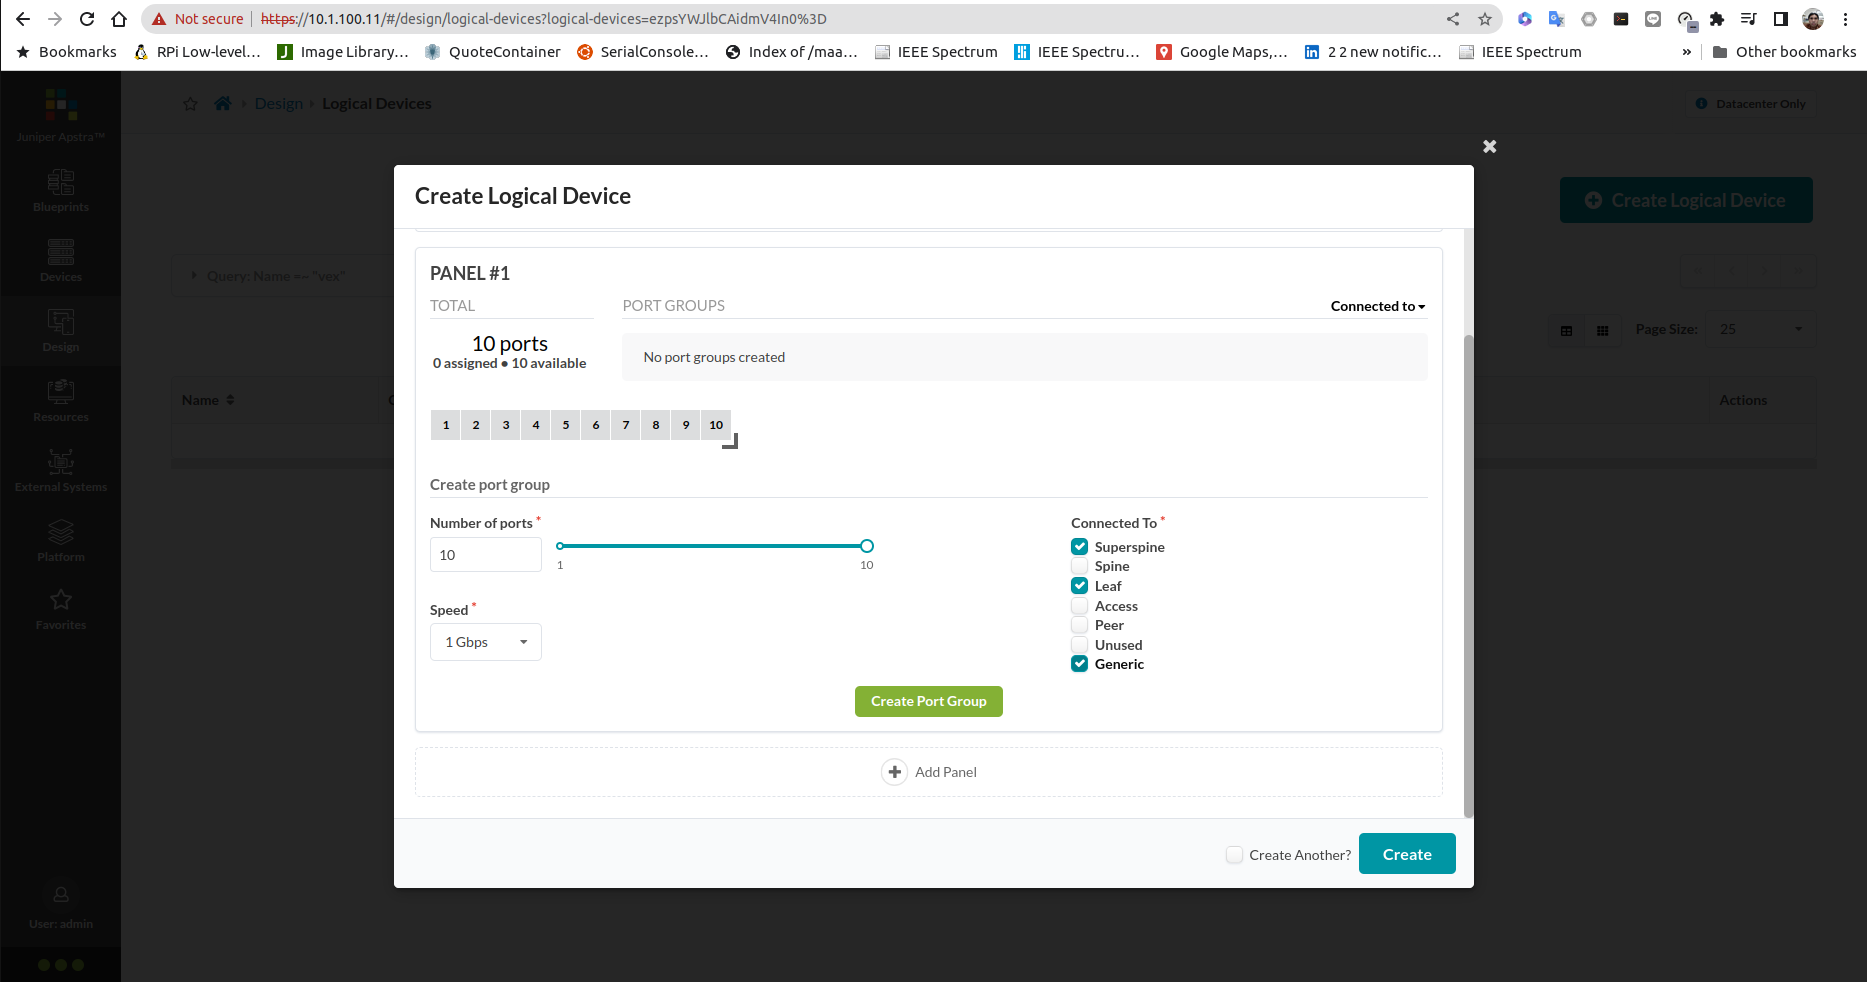 Not secure https://10.1.100.11/#/design/logical-devices?logical-devices=ezpsYWJlbCAidmV4In0%3D
Bookmarks RPi Low-level... Image Library,... QuoteContainer SerialConsole... Index of /maa... IEEE Spectrum IEEE Spectru... Google Maps,... 2 2 new notific... IEEE Spectrum » Other bookmarks
Juniper Apstra™
Design Logical Devices
Datacenter Only
Blueprints
Devices
Design
Resources
External Systems
Platform
Favorites
User: admin
Create Logical Device
Query: Name =~ "vex"
Page Size: 25
Name
Actions
Create Logical Device
PANEL #1
TOTAL
10 ports
0 assigned • 10 available
PORT GROUPS
Connected to
No port groups created
1 2 3 4 5 6 7 8 9 10
Create port group
Number of ports *
10
1 10
Speed *
1 Gbps
Connected To *
Superspine
Spine
Leaf
Access
Peer
Unused
Generic
Create Port Group
Add Panel
Create Another? Create